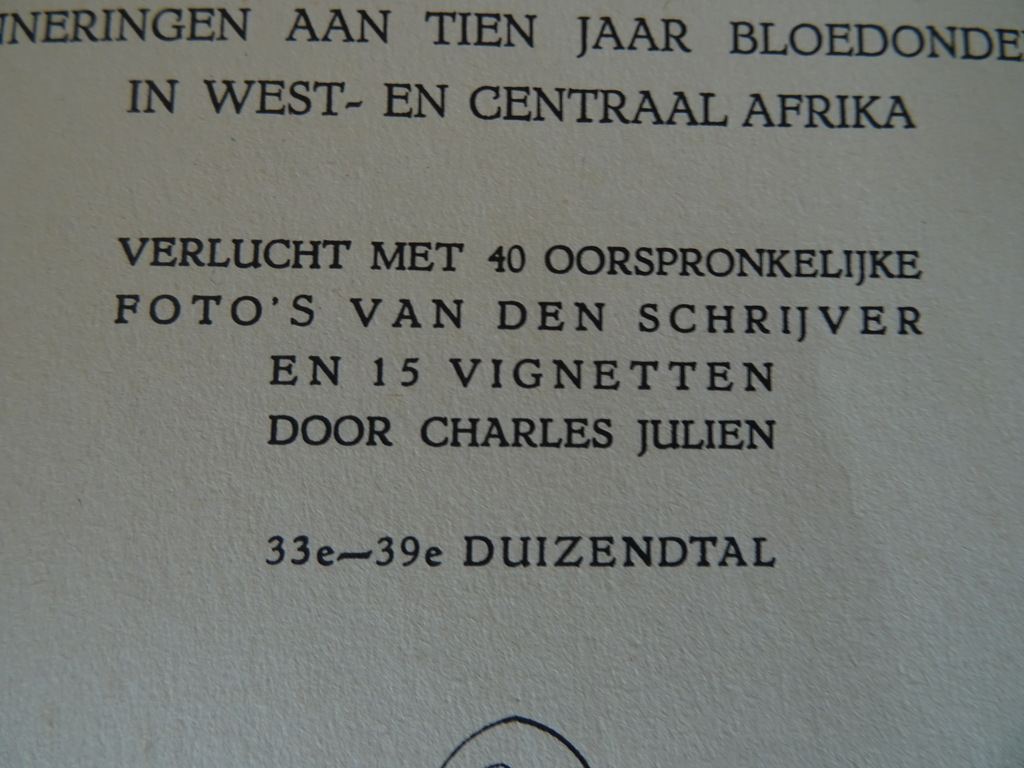 NNERINGEN AAN TIEN JAAR BLOEDONDE
IN WEST- EN CENTRAAL AFRIKA
VERLUCHT MET 40 OORSPRONKELIJKE
FOTO'S VAN DEN SCHRIJVER
EN 15 VIGNETTEN
DOOR CHARLES JULIEN
33e—39e DUIZENDTAL